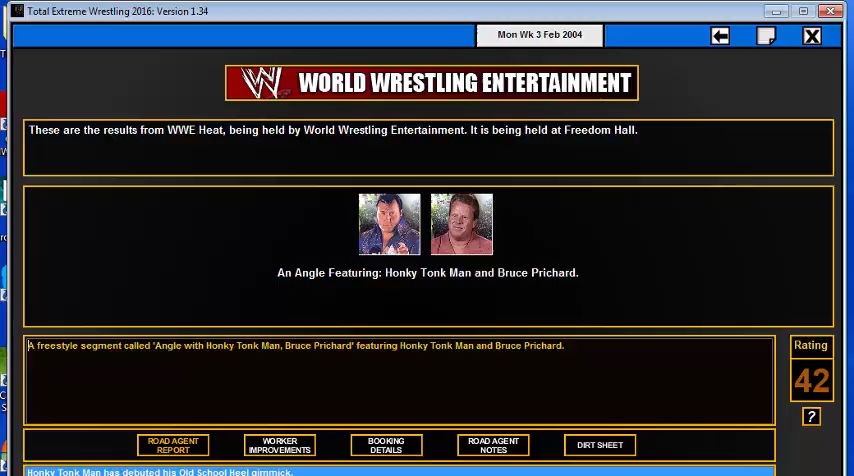 Total Extreme Wrestling 2016: Version 1.34
Mon Wk 3 Feb 2004
W WORLD WRESTLING ENTERTAINMENT
These are the results from WWE Heat, being held by World Wrestling Entertainment. It is being held at Freedom Hall.
An Angle Featuring: Honky Tonk Man and Bruce Prichard.
A freestyle segment called 'Angle with Honky Tonk Man, Bruce Prichard' featuring Honky Tonk Man and Bruce Prichard.
Rating
42
?
ROAD AGENT REPORT
WORKER IMPROVEMENTS
BOOKING DETAILS
ROAD AGENT NOTES
DIRT SHEET
Honky Tonk Man has debuted his Old School Heel gimmick.